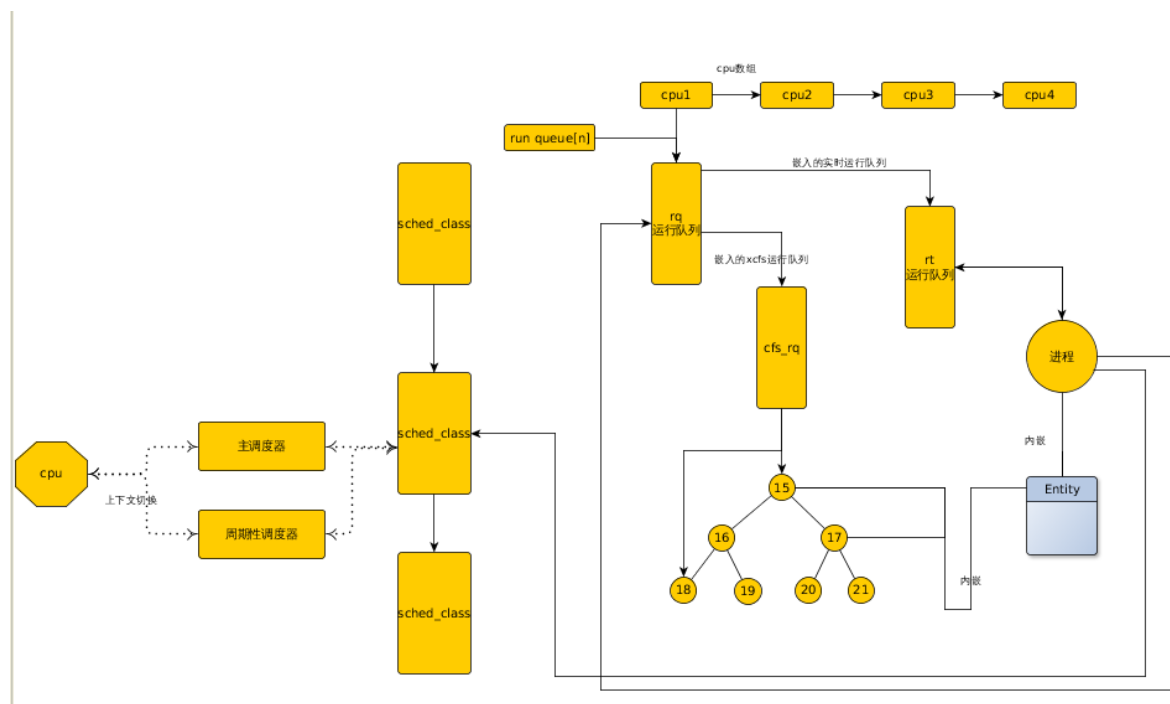 cpu数组
cpu1
cpu2
cpu3
cpu4
run queue[n]
嵌入的实时运行队列
sched_class
rq
运行队列
嵌入的xcfs运行队列
rt
运行队列
cfs_rq
进程
sched_class
主调度器
内嵌
cpu
上下文切换
15
Entity
周期性调度器
16
17
内嵌
18
19
20
21
sched_class